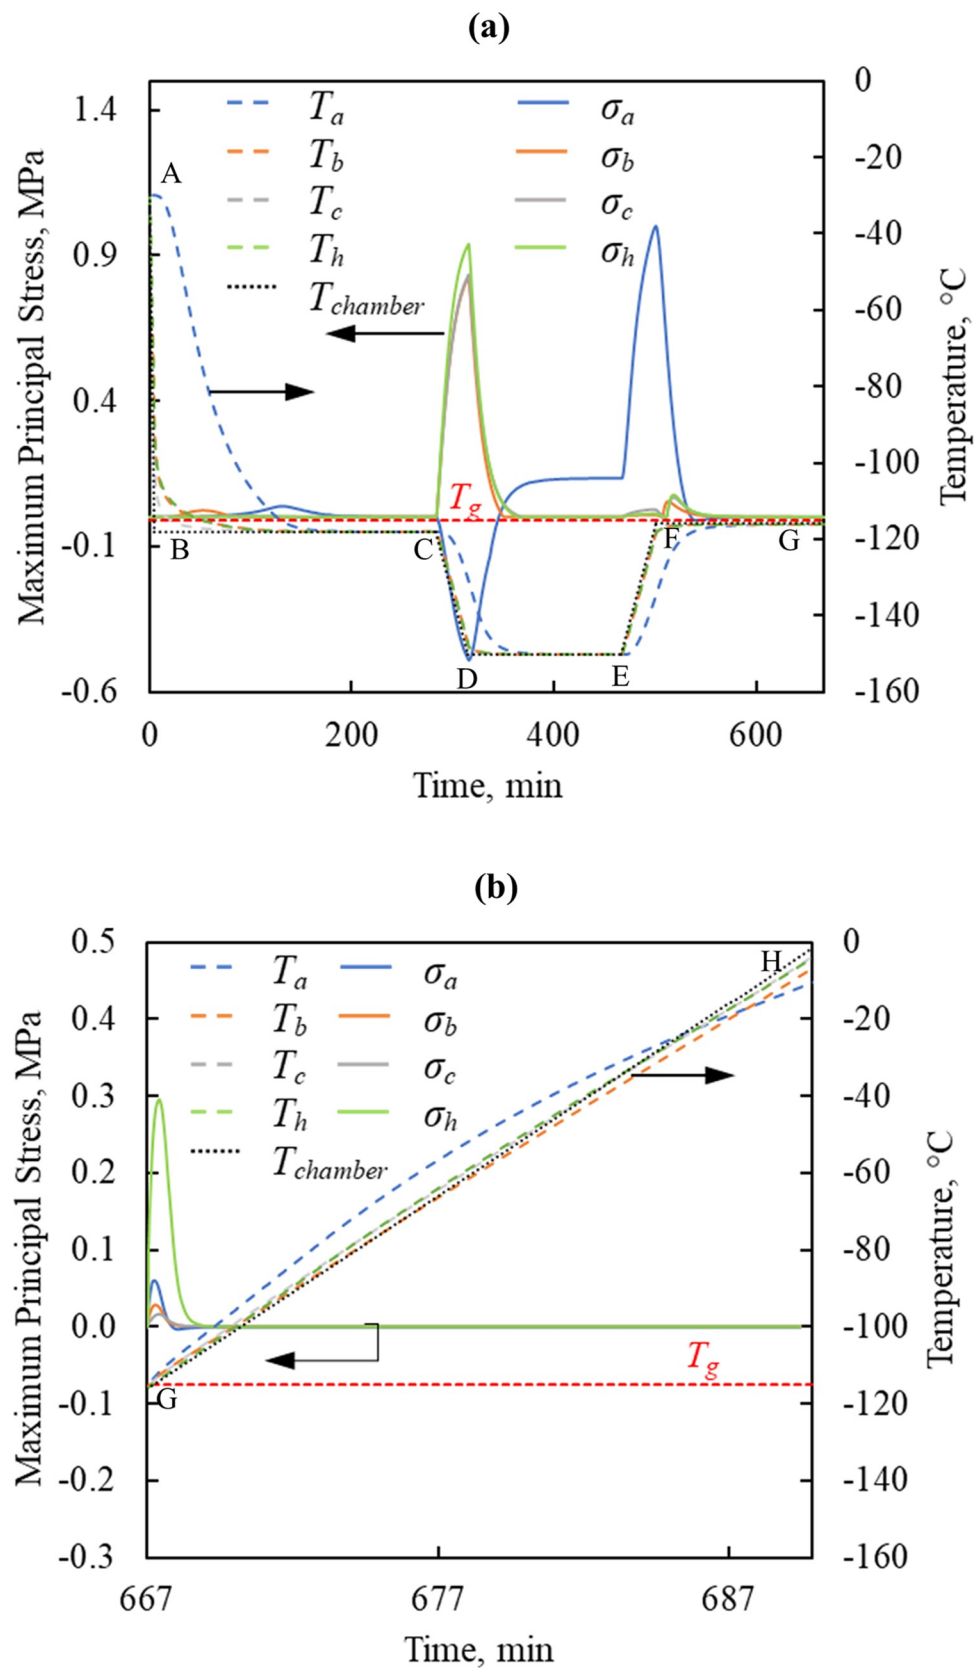 (a)
Maximum Principal Stress, MPa
1.4
0.9
0.4
-0.1
-0.6
0
-20
-40
-60
-80
-100
-120
-140
-160
Temperature, °C
T_a σ_a
T_b σ_b
T_c σ_c
T_h σ_h
T_chamber
A
B
C
D
E
F
G
T_g
0 200 400 600
Time, min
(b)
Maximum Principal Stress, MPa
0.5
0.4
0.3
0.2
0.1
0.0
-0.1
-0.2
-0.3
0
-20
-40
-60
-80
-100
-120
-140
-160
Temperature, °C
T_a σ_a
T_b σ_b
T_c σ_c
T_h σ_h
T_chamber
H
T_g
G
667 677 687
Time, min